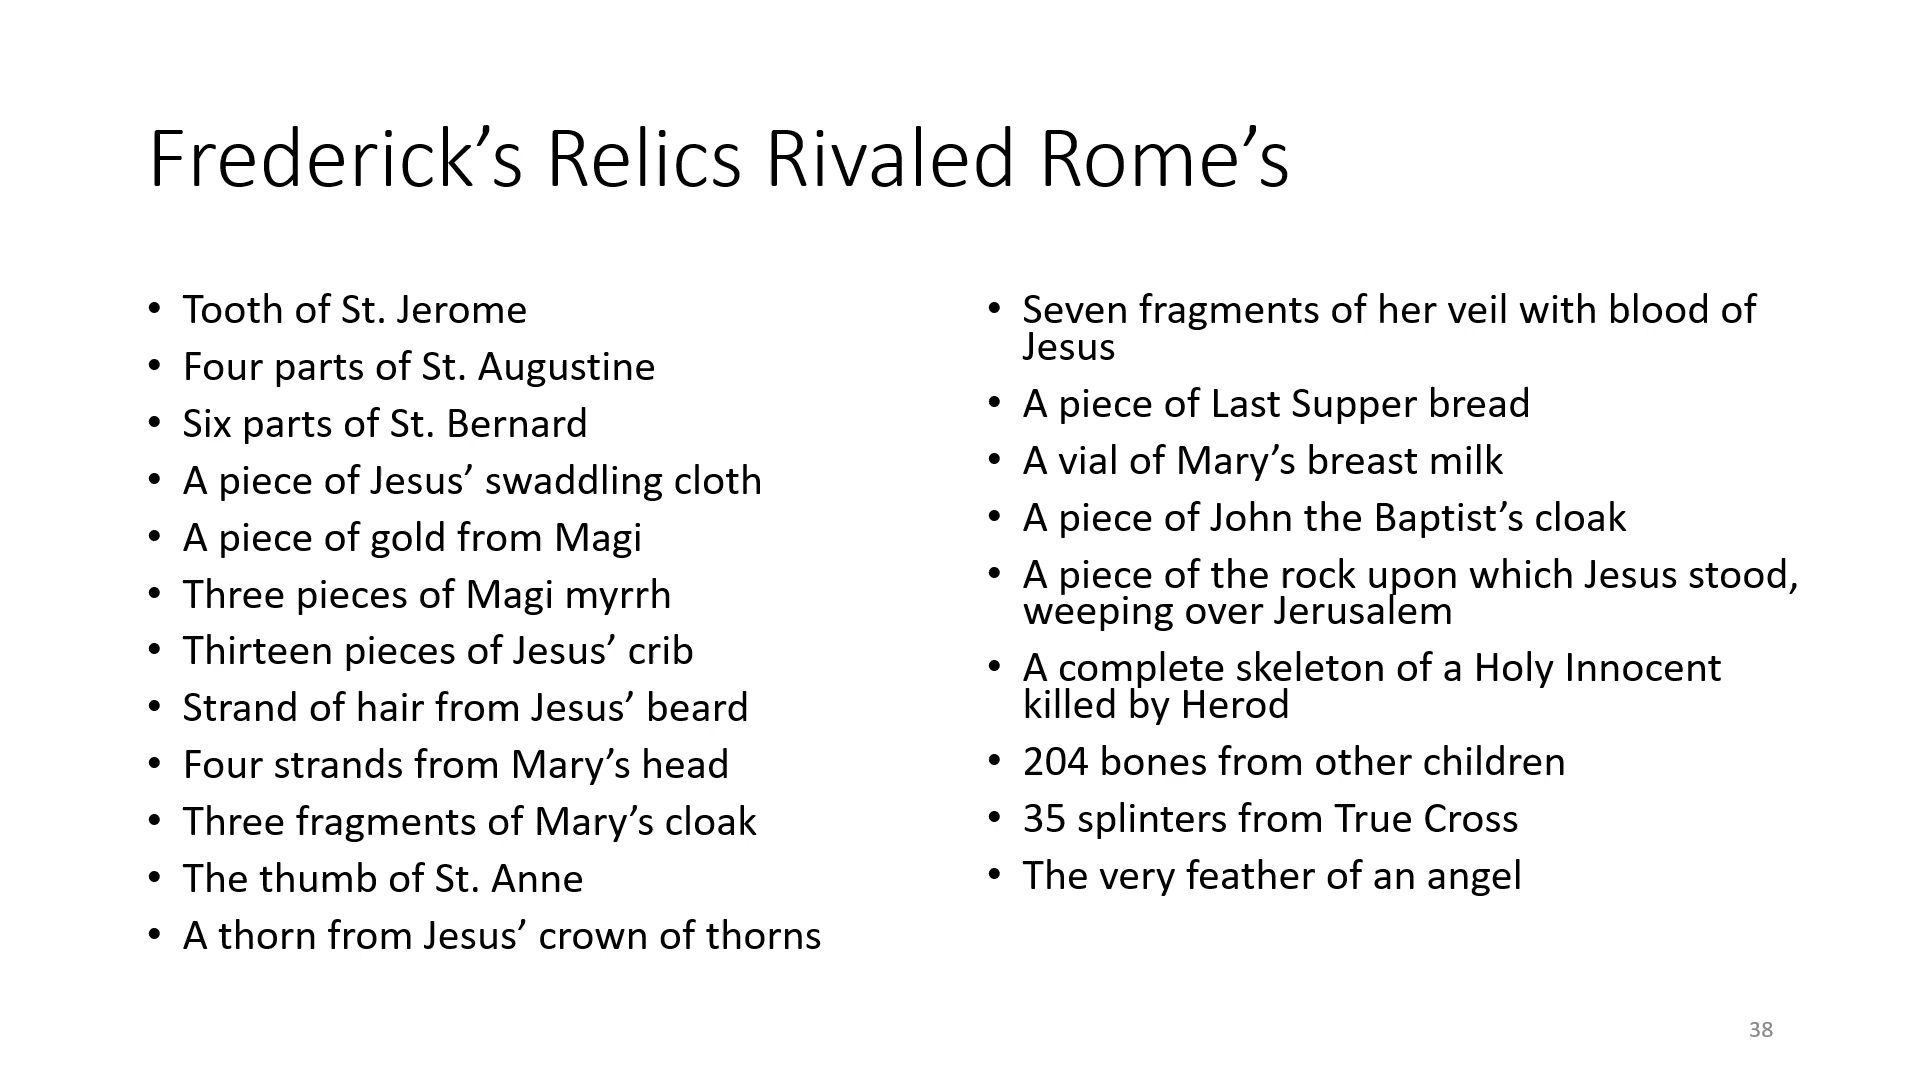 Frederick’s Relics Rivaled Rome’s
• Tooth of St. Jerome
• Four parts of St. Augustine
• Six parts of St. Bernard
• A piece of Jesus’ swaddling cloth
• A piece of gold from Magi
• Three pieces of Magi myrrh
• Thirteen pieces of Jesus’ crib
• Strand of hair from Jesus’ beard
• Four strands from Mary’s head
• Three fragments of Mary’s cloak
• The thumb of St. Anne
• A thorn from Jesus’ crown of thorns
• Seven fragments of her veil with blood of
Jesus
• A piece of Last Supper bread
• A vial of Mary’s breast milk
• A piece of John the Baptist’s cloak
• A piece of the rock upon which Jesus stood,
weeping over Jerusalem
• A complete skeleton of a Holy Innocent
killed by Herod
• 204 bones from other children
• 35 splinters from True Cross
• The very feather of an angel
38